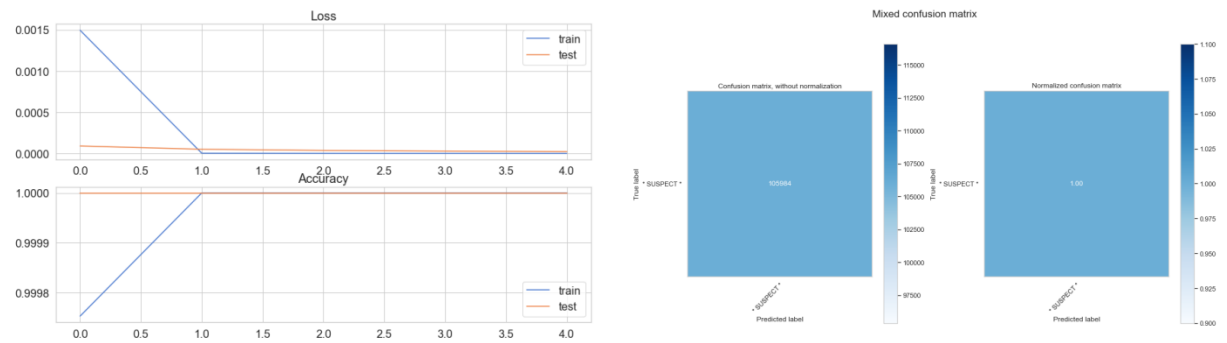 Loss
0.0015
0.0010
0.0005
0.0000
train
test
0.0 0.5 1.0 1.5 2.0 2.5 3.0 3.5 4.0
Accuracy
1.0000
0.9999
0.9998
train
test
0.0 0.5 1.0 1.5 2.0 2.5 3.0 3.5 4.0
Mixed confusion matrix
Confusion matrix, without normalization
True label
* SUSPECT *
105984
* SUSPECT *
Predicted label
115000
112500
110000
107500
105000
102500
100000
97500
Normalized confusion matrix
True label
* SUSPECT *
1.00
* SUSPECT *
Predicted label
1.100
1.075
1.050
1.025
1.000
0.975
0.950
0.925
0.900